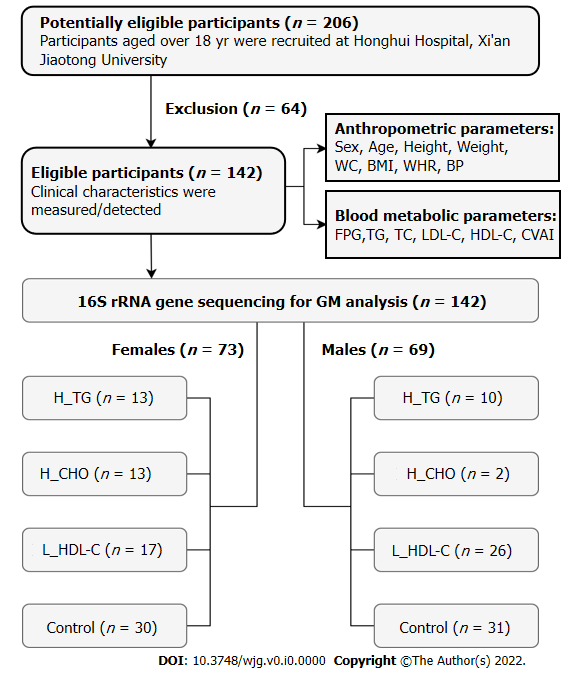 Potentially eligible participants (n = 206)
Participants aged over 18 yr were recruited at Honghui Hospital, Xi'an
Jiaotong University
Exclusion (n = 64)
Eligible participants (n = 142)
Clinical characteristics were
measured/detected
Anthropometric parameters:
Sex, Age, Height, Weight,
WC, BMI, WHR, BP
Blood metabolic parameters:
FPG,TG, TC, LDL-C, HDL-C, CVAI
16S rRNA gene sequencing for GM analysis (n = 142)
Females (n = 73)
Males (n = 69)
H_TG (n = 13)
H_CHO (n = 13)
L_HDL-C (n = 17)
Control (n = 30)
H_TG (n = 10)
H_CHO (n = 2)
L_HDL-C (n = 26)
Control (n = 31)
DOI: 10.3748/wjg.v0.i0.0000 Copyright ©The Author(s) 2022.